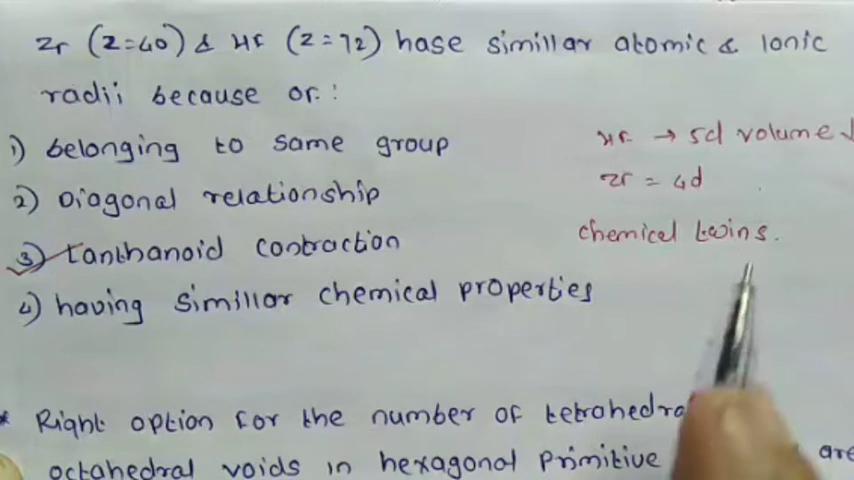 Zr (Z=40) & Hf (Z=72) hase simillar atomic & Ionic
radii because of :
1) belonging to same group
2) Diagonal relationship
3) Lanthanoid contraction
4) having simillar chemical properties
Hf → 5d volume ↓
Zr = 4d
chemical twins.
* Right option for the number of
octahedral voids in hexagonal primitive are